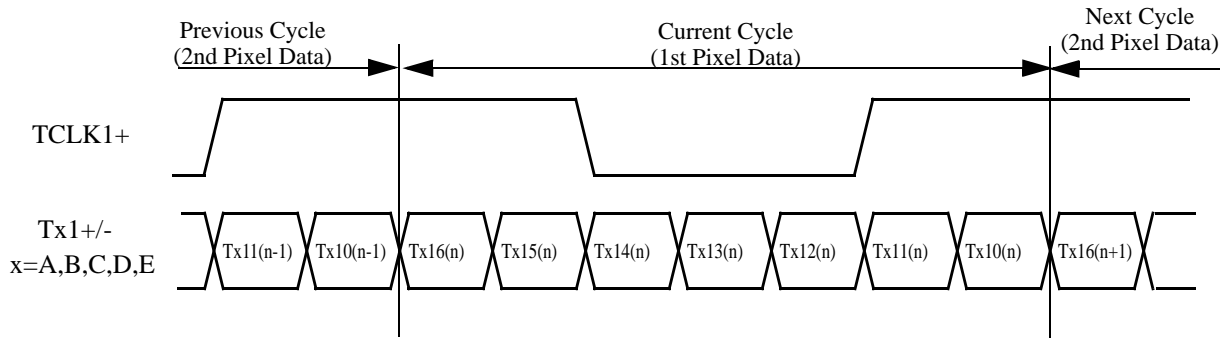 Previous Cycle
(2nd Pixel Data)
Current Cycle
(1st Pixel Data)
Next Cycle
(2nd Pixel Data)
TCLK1+
Tx1+/-
x=A,B,C,D,E
Tx11(n-1) Tx10(n-1) Tx16(n) Tx15(n) Tx14(n) Tx13(n) Tx12(n) Tx11(n) Tx10(n) Tx16(n+1)